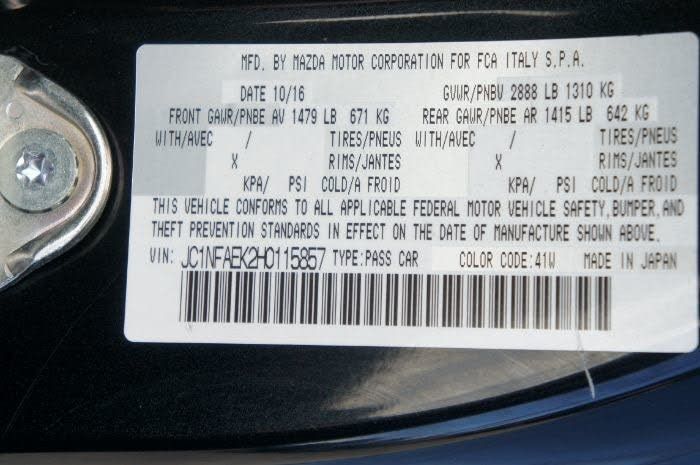 MFD. BY MAZDA MOTOR CORPORATION FOR FCA ITALY S.P.A.
DATE 10/16 GVWR/PNBV 2888 LB 1310 KG
FRONT GAWR/PNBE AV 1479 LB 671 KG REAR GAWR/PNBE AR 1415 LB 642 KG
WITH/AVEC / TIRES/PNEUS WITH/AVEC / TIRES/PNEUS
X RIMS/JANTES X RIMS/JANTES
KPA/ PSI COLD/A FROID KPA/ PSI COLD/A FROID
THIS VEHICLE CONFORMS TO ALL APPLICABLE FEDERAL MOTOR VEHICLE SAFETY,BUMPER,AND
THEFT PREVENTION STANDARDS IN EFFECT ON THE DATE OF MANUFACTURE SHOWN ABOVE.
VIN: JC1NFAEK2H0115857 TYPE:PASS CAR COLOR CODE:41W MADE IN JAPAN